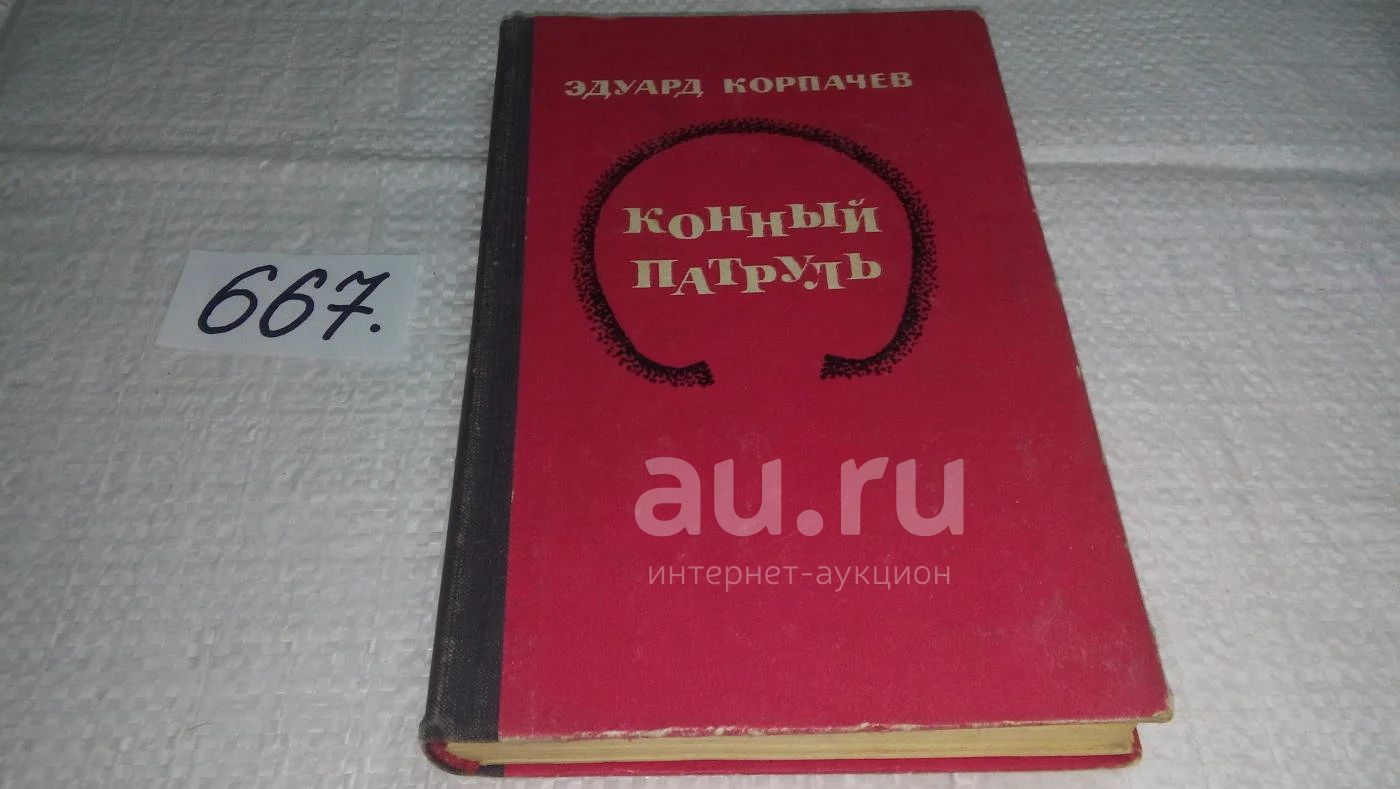 ЭДУАРД КОРПАЧЕВ
КОННЫЙ
ПАТРУЛЬ
667.
au.ru
интернет-аукцион